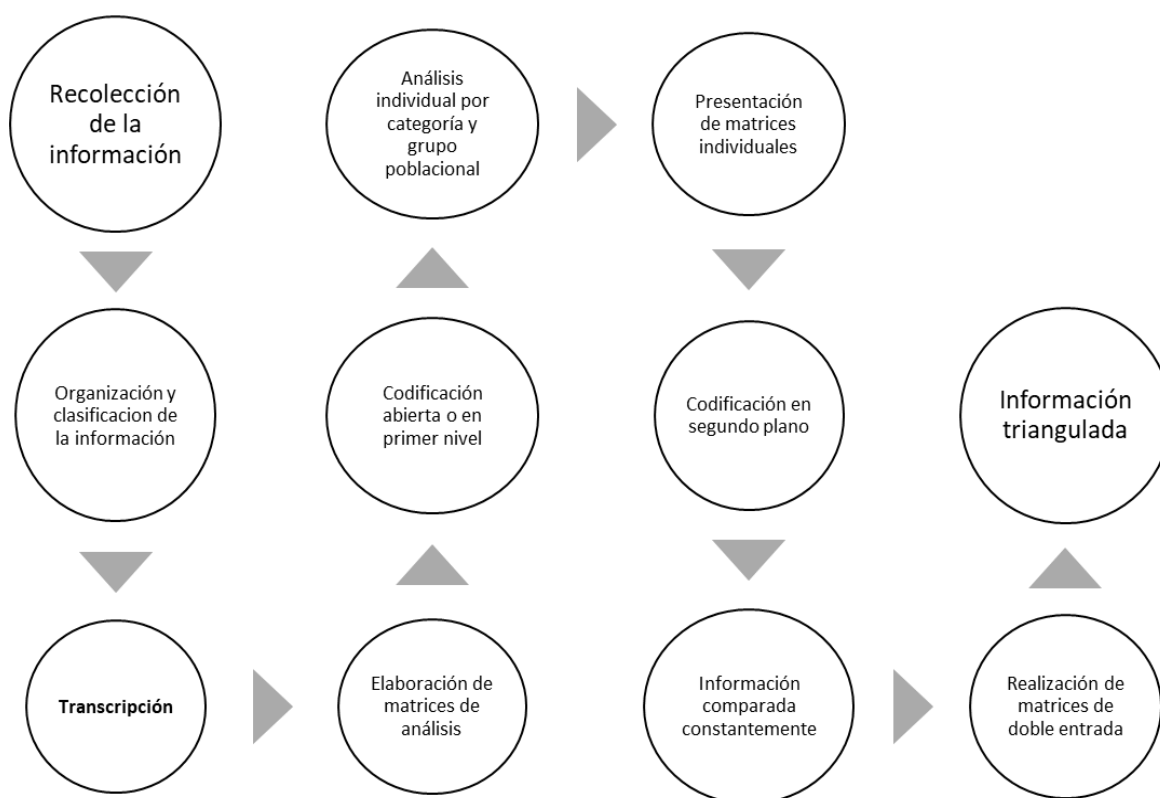 Recolección
de la
información
Organización y
clasificacion de
la información
Transcripción
Elaboración de
matrices de
análisis
Codificación
abierta o en
primer nivel
Análisis
individual por
categoría y
grupo
poblacional
Presentación
de matrices
individuales
Codificación en
segundo plano
Información
comparada
constantemente
Realización de
matrices de
doble entrada
Información
triangulada